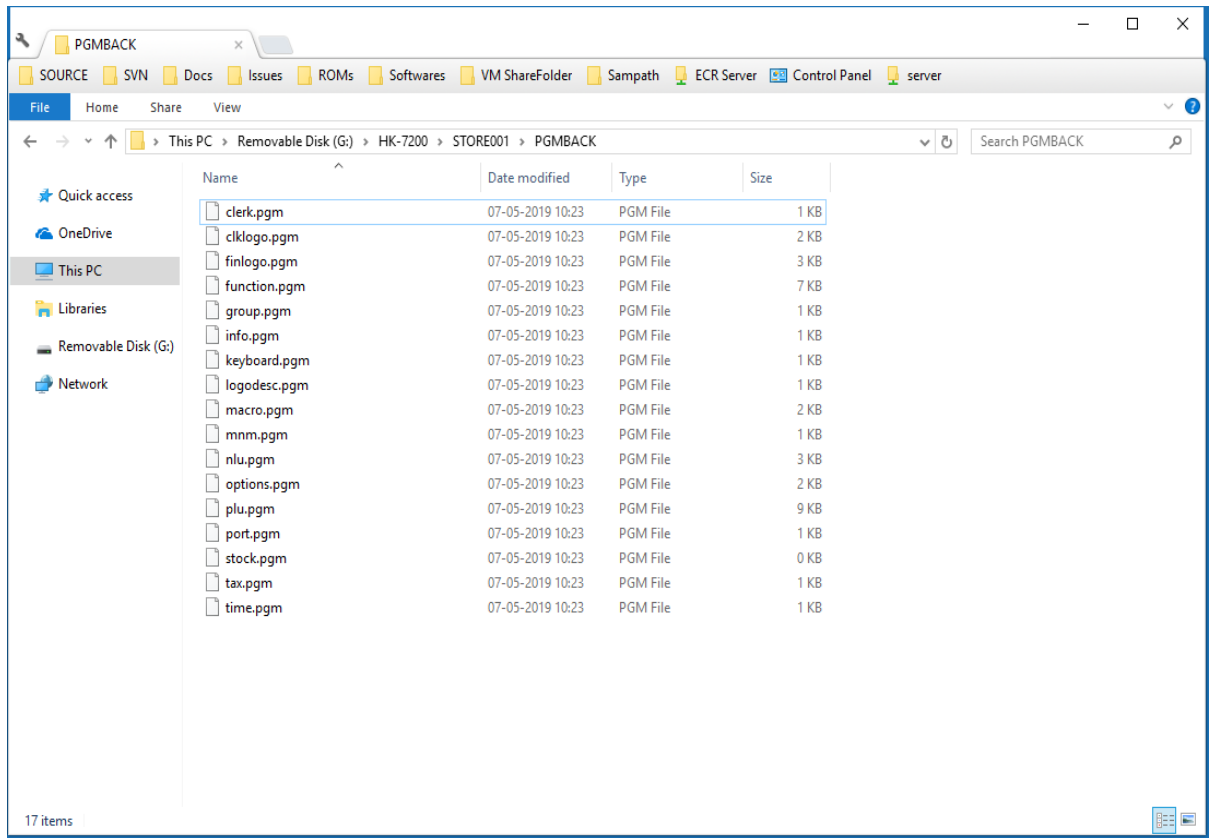 PGMBACK
SOURCE SVN Docs Issues ROMs Softwares VM ShareFolder Sampath ECR Server Control Panel server
File Home Share View
This PC Removable Disk (G:) HK-7200 STORE001 PGMBACK Search PGMBACK
Name Date modified Type Size
Quick access
OneDrive
This PC
Libraries
Removable Disk (G:)
Network
clerk.pgm 07-05-2019 10:23 PGM File 1 KB
clklogo.pgm 07-05-2019 10:23 PGM File 2 KB
finlogo.pgm 07-05-2019 10:23 PGM File 3 KB
function.pgm 07-05-2019 10:23 PGM File 7 KB
group.pgm 07-05-2019 10:23 PGM File 1 KB
info.pgm 07-05-2019 10:23 PGM File 1 KB
keyboard.pgm 07-05-2019 10:23 PGM File 1 KB
logodesc.pgm 07-05-2019 10:23 PGM File 1 KB
macro.pgm 07-05-2019 10:23 PGM File 2 KB
mnm.pgm 07-05-2019 10:23 PGM File 1 KB
nlu.pgm 07-05-2019 10:23 PGM File 3 KB
options.pgm 07-05-2019 10:23 PGM File 2 KB
plu.pgm 07-05-2019 10:23 PGM File 9 KB
port.pgm 07-05-2019 10:23 PGM File 1 KB
stock.pgm 07-05-2019 10:23 PGM File 0 KB
tax.pgm 07-05-2019 10:23 PGM File 1 KB
time.pgm 07-05-2019 10:23 PGM File 1 KB
17 items